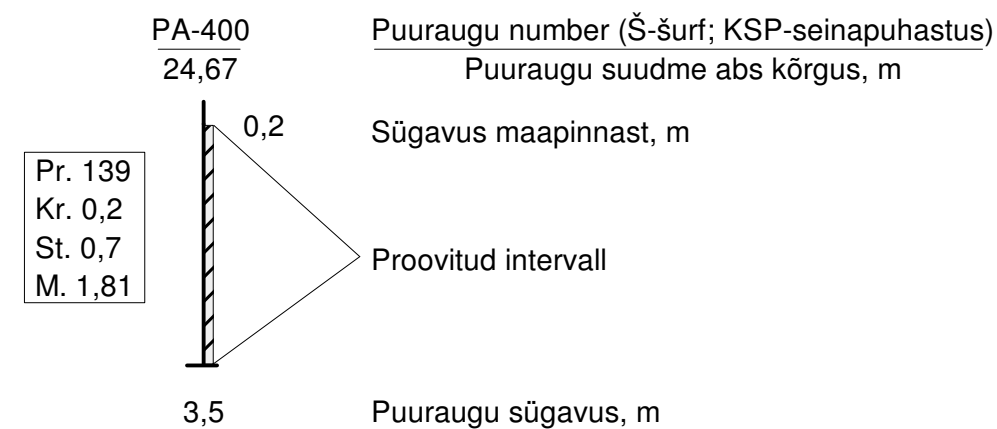 PA-400 Puuraugu number (Š-šurf; KSP-seinapuhastus)
24,67 Puuraugu suudme abs kõrgus, m
0,2 Sügavus maapinnast, m
Pr. 139
Kr. 0,2
St. 0,7
M. 1,81
Proovitud intervall
3,5 Puuraugu sügavus, m